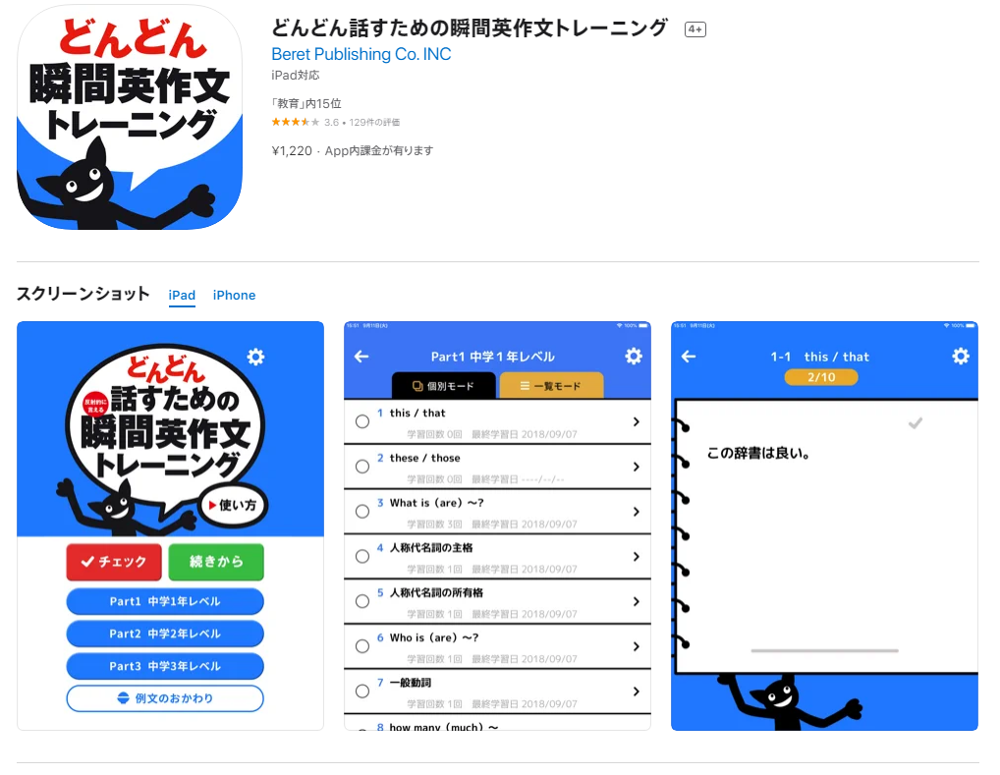 どんどん
瞬間英作文
トレーニング
どんどん話すための瞬間英作文トレーニング 4+
Beret Publishing Co. INC
iPad対応
「教育」内15位
★★★★★ 3.6 • 129件の評価
¥1,220 · App内課金が有ります
スクリーンショット iPad iPhone
どんどん
反射的に
言える
話すための
瞬間英作文
トレーニング
▶使い方
✓チェック
続きから
Part1 中学1年レベル
Part2 中学2年レベル
Part3 中学3年レベル
例文のおかわり
15:51 9月11日(火) 100%
Part1 中学1年レベル
個別モード
一覧モード
1 this / that
学習回数 0回 最終学習日 2018/09/07
2 these / those
学習回数 0回 最終学習日 ----/--/--
3 What is (are) 〜?
学習回数 3回 最終学習日 2018/09/07
4 人称代名詞の主格
学習回数 1回 最終学習日 2018/09/07
5 人称代名詞の所有格
学習回数 1回 最終学習日 2018/09/07
6 Who is (are) 〜?
学習回数 1回 最終学習日 2018/09/07
7 一般動詞
学習回数 1回 最終学習日 2018/09/07
8 how many (much) 〜
15:51 9月11日(火) 100%
1-1 this / that
2/10
この辞書は良い。